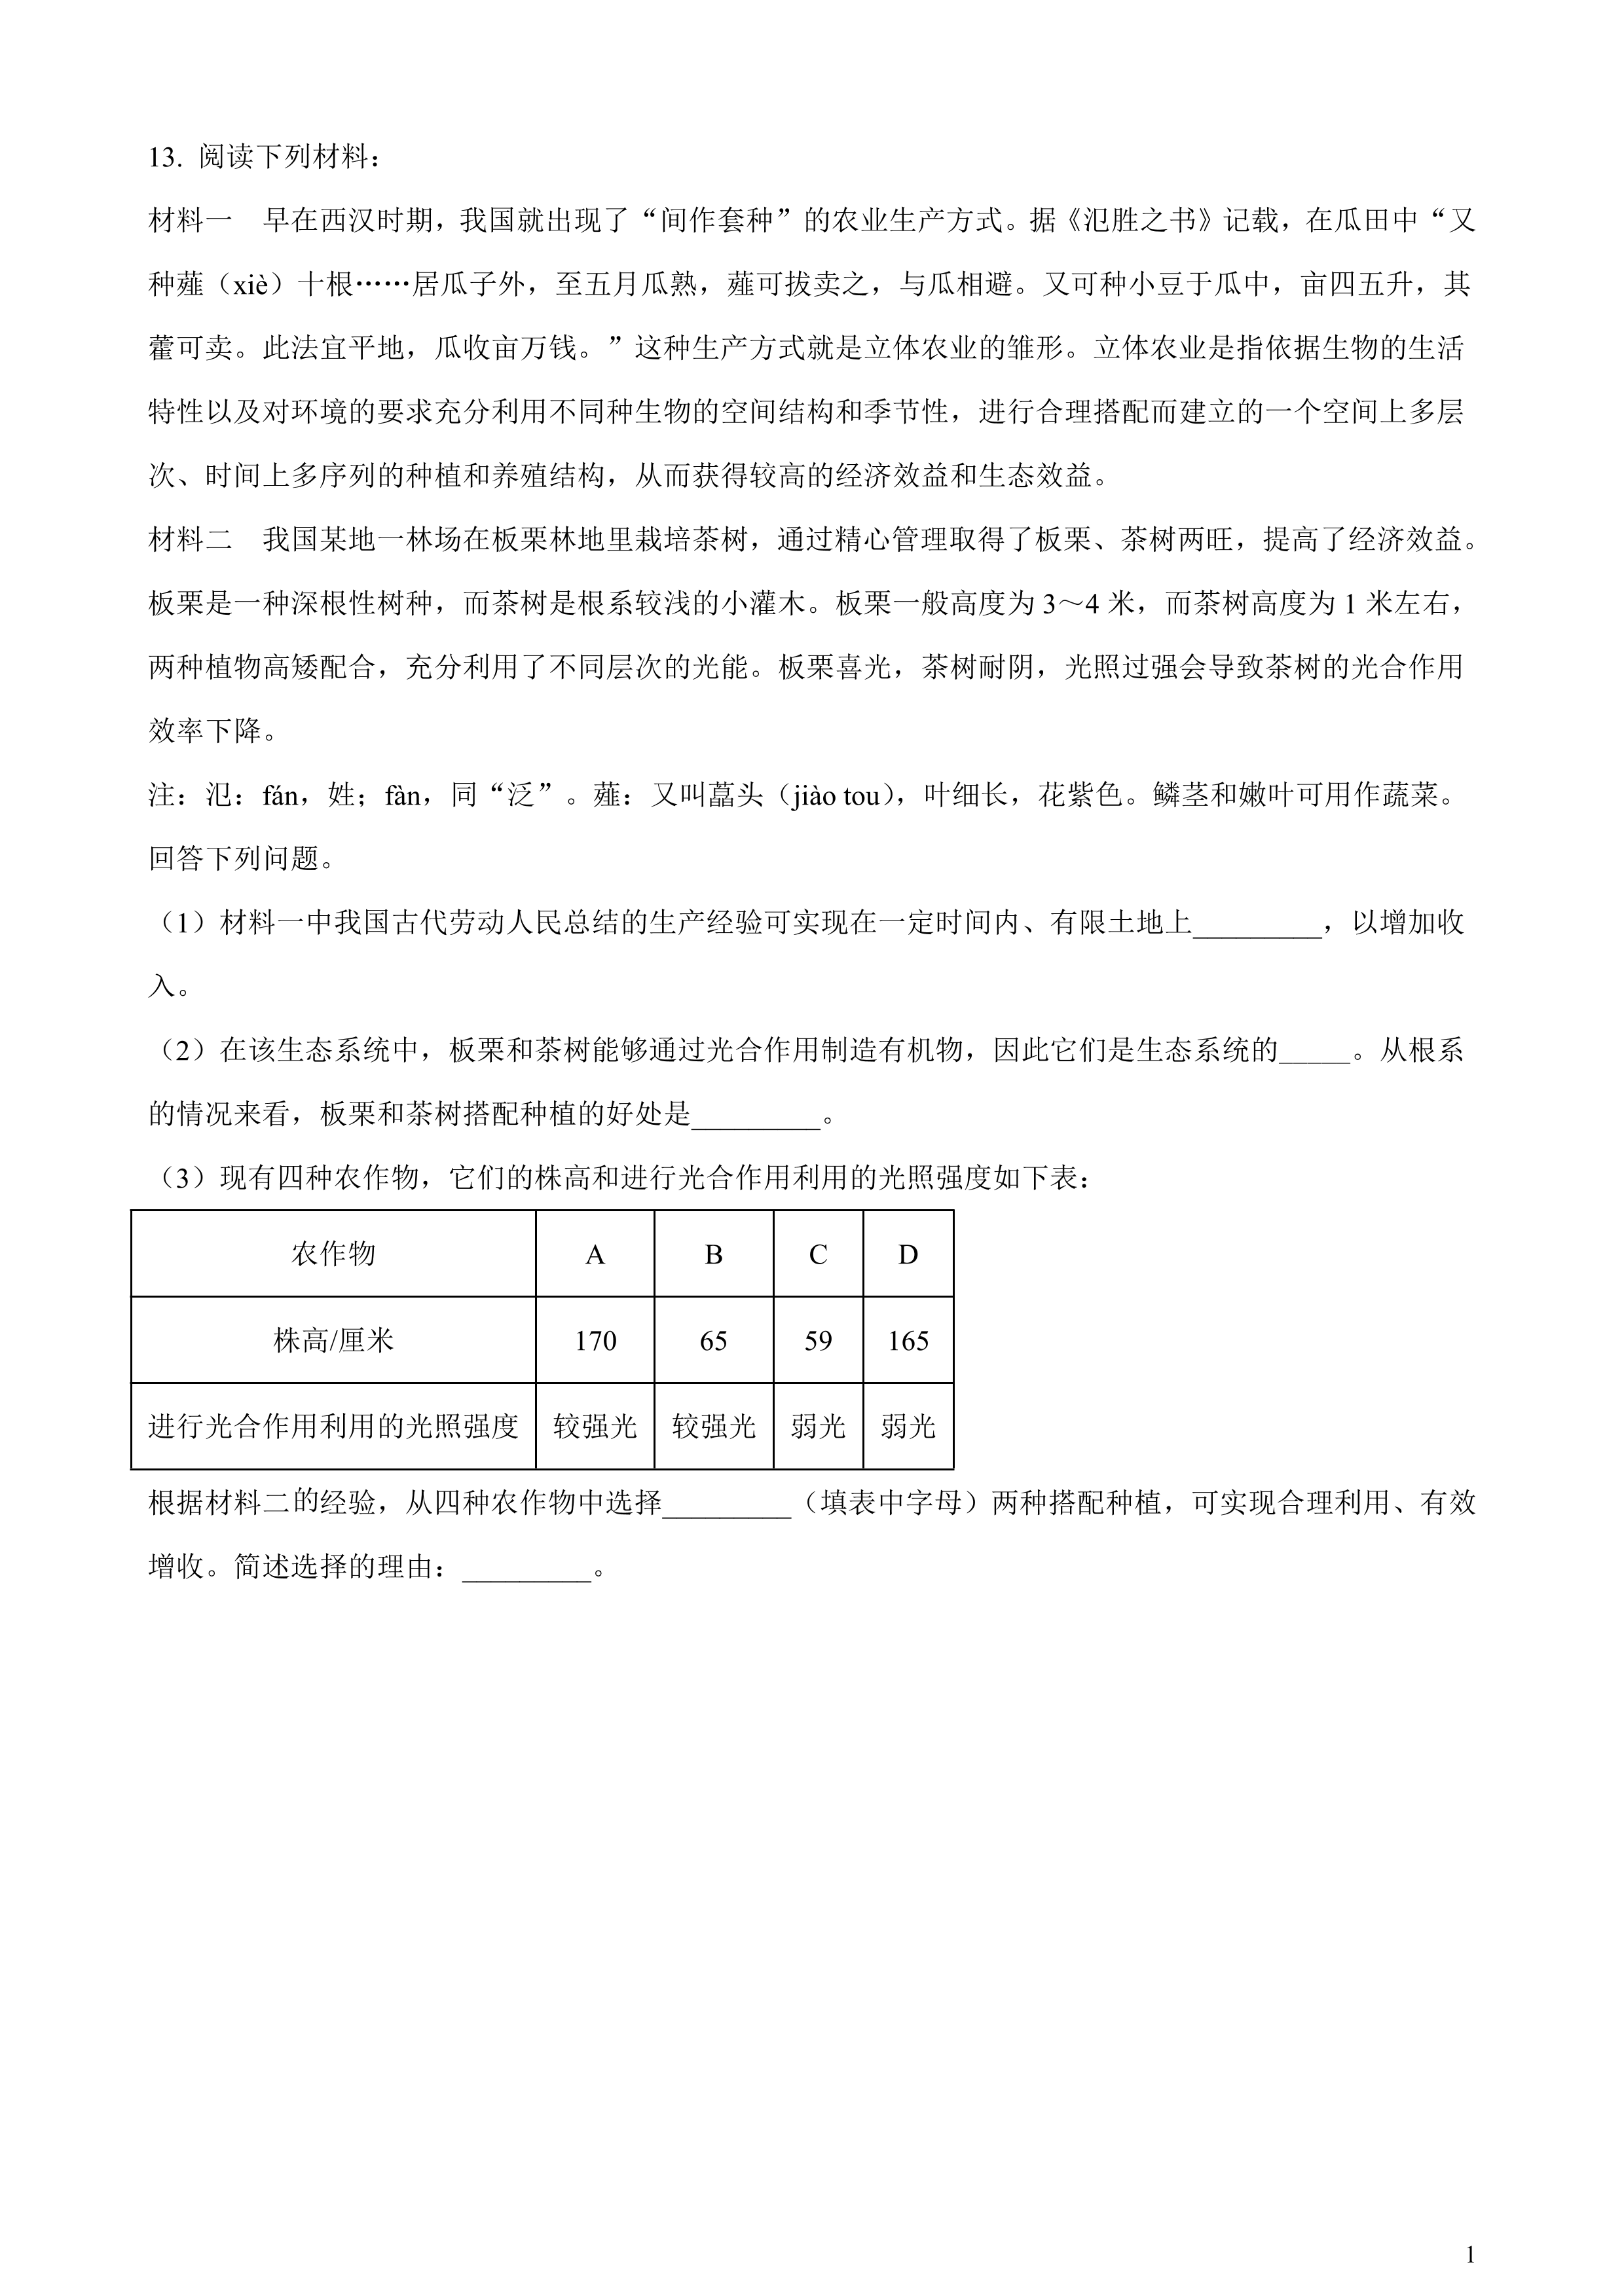 13. 阅读下列材料：
材料一　早在西汉时期，我国就出现了“间作套种”的农业生产方式。据《氾胜之书》记载，在瓜田中“又
种薤（xiè）十根……居瓜子外，至五月瓜熟，薤可拔卖之，与瓜相避。又可种小豆于瓜中，亩四五升，其
藿可卖。此法宜平地，瓜收亩万钱。”这种生产方式就是立体农业的雏形。立体农业是指依据生物的生活
特性以及对环境的要求充分利用不同种生物的空间结构和季节性，进行合理搭配而建立的一个空间上多层
次、时间上多序列的种植和养殖结构，从而获得较高的经济效益和生态效益。
材料二　我国某地一林场在板栗林地里栽培茶树，通过精心管理取得了板栗、茶树两旺，提高了经济效益。
板栗是一种深根性树种，而茶树是根系较浅的小灌木。板栗一般高度为 3～4 米，而茶树高度为 1 米左右，
两种植物高矮配合，充分利用了不同层次的光能。板栗喜光，茶树耐阴，光照过强会导致茶树的光合作用
效率下降。
注：氾：fán，姓；fàn，同“泛”。薤：又叫藠头（jiào tou），叶细长，花紫色。鳞茎和嫩叶可用作蔬菜。
回答下列问题。
（1）材料一中我国古代劳动人民总结的生产经验可实现在一定时间内、有限土地上_________，以增加收
入。
（2）在该生态系统中，板栗和茶树能够通过光合作用制造有机物，因此它们是生态系统的_____。从根系
的情况来看，板栗和茶树搭配种植的好处是_________。
（3）现有四种农作物，它们的株高和进行光合作用利用的光照强度如下表：
农作物 A B C D
株高/厘米 170 65 59 165
进行光合作用利用的光照强度 较强光 较强光 弱光 弱光
根据材料二的经验，从四种农作物中选择_________（填表中字母）两种搭配种植，可实现合理利用、有效
增收。简述选择的理由：_________。
1